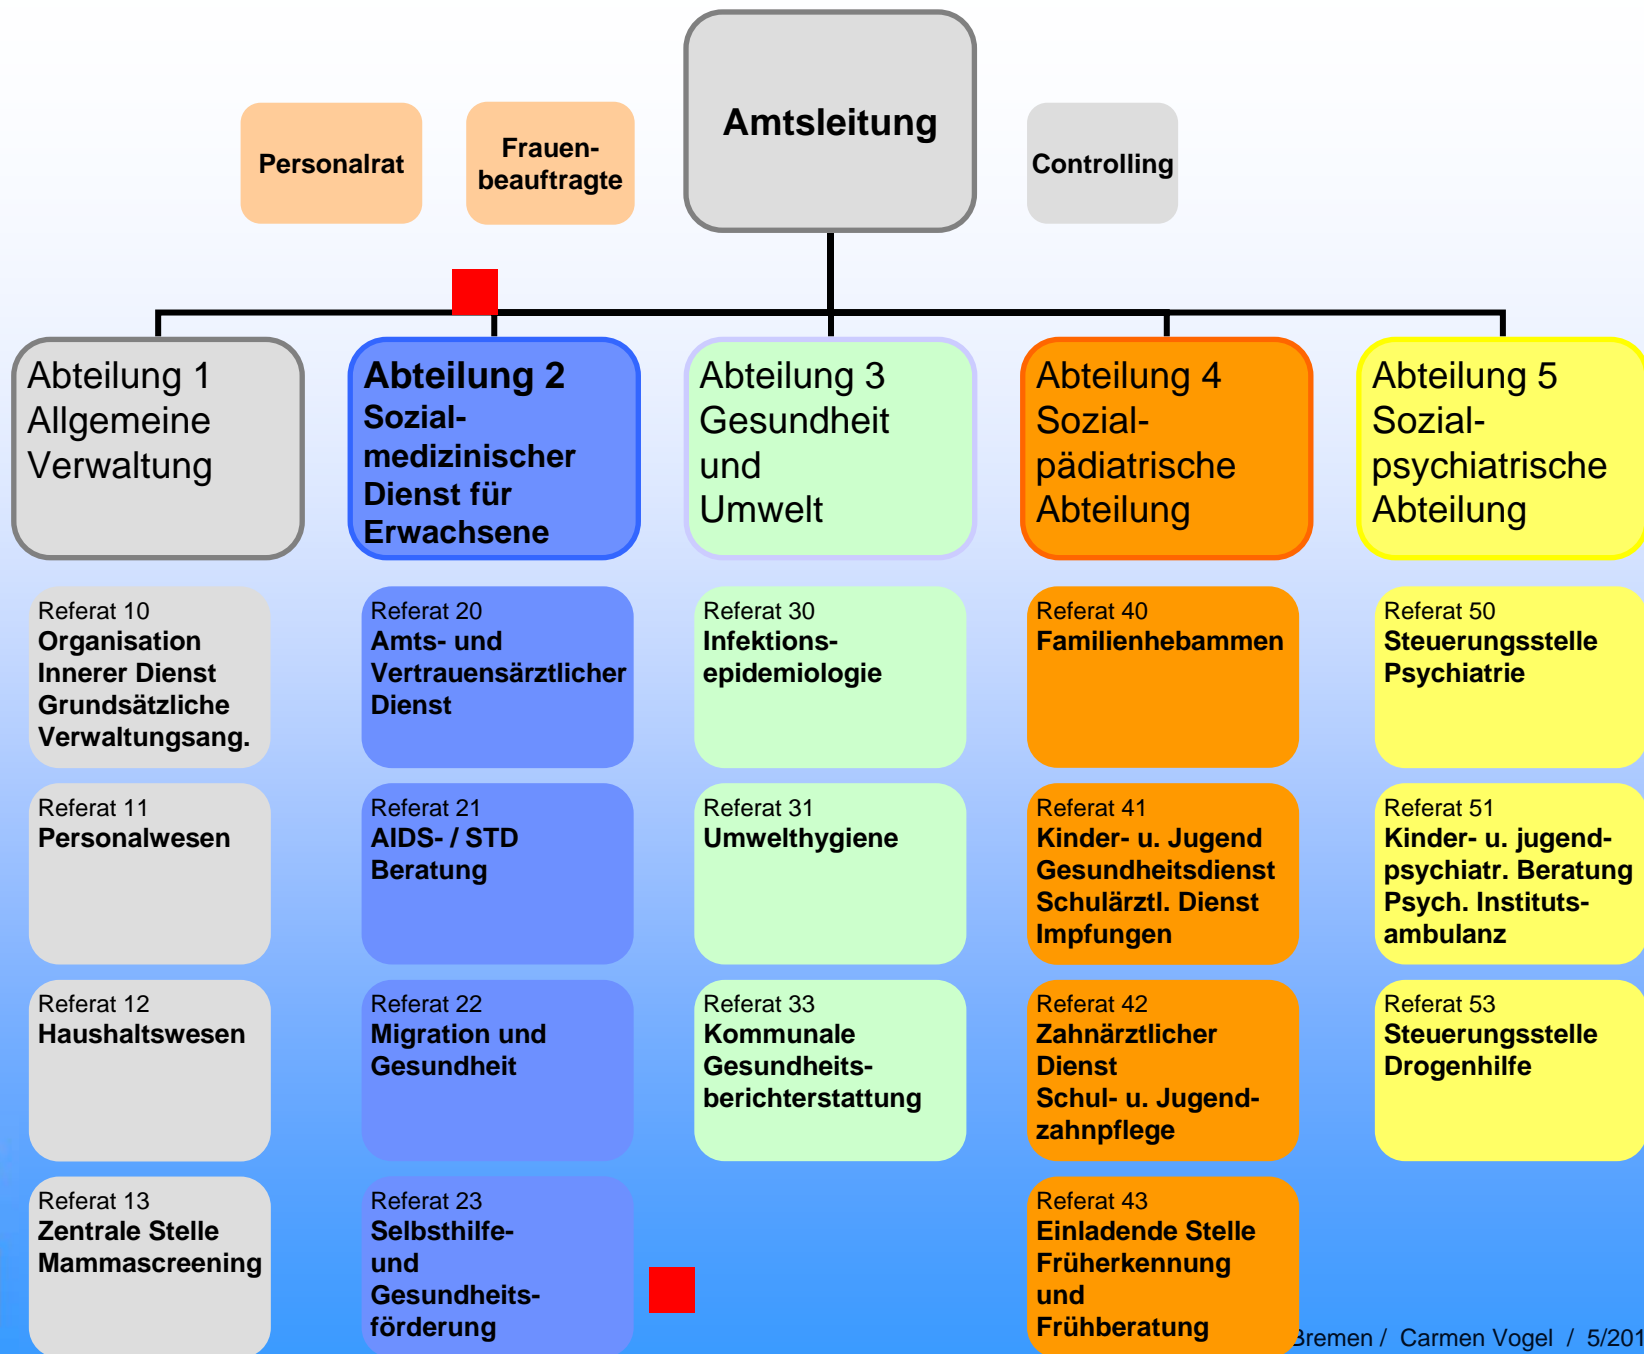 Amtsleitung
Personalrat
Frauen-
beauftragte
Controlling
Abteilung 1
Allgemeine
Verwaltung
Abteilung 2
Sozial-
medizinischer
Dienst für
Erwachsene
Abteilung 3
Gesundheit
und
Umwelt
Abteilung 4
Sozial-
pädiatrische
Abteilung
Abteilung 5
Sozial-
psychiatrische
Abteilung
Referat 10
Organisation
Innerer Dienst
Grundsätzliche
Verwaltungsang.
Referat 20
Amts- und
Vertrauensärztlicher
Dienst
Referat 30
Infektions-
epidemiologie
Referat 40
Familienhebammen
Referat 50
Steuerungsstelle
Psychiatrie
Referat 11
Personalwesen
Referat 21
AIDS- / STD
Beratung
Referat 31
Umwelthygiene
Referat 41
Kinder- u. Jugend
Gesundheitsdienst
Schulärztl. Dienst
Impfungen
Referat 51
Kinder- u. jugend-
psychiatr. Beratung
Psych. Instituts-
ambulanz
Referat 12
Haushaltswesen
Referat 22
Migration und
Gesundheit
Referat 33
Kommunale
Gesundheits-
berichterstattung
Referat 42
Zahnärztlicher
Dienst
Schul- u. Jugend-
zahnpflege
Referat 53
Steuerungsstelle
Drogenhilfe
Referat 13
Zentrale Stelle
Mammascreening
Referat 23
Selbsthilfe-
und
Gesundheits-
förderung
Referat 43
Einladende Stelle
Früherkennung
und
Frühberatung
Bremen / Carmen Vogel / 5/201